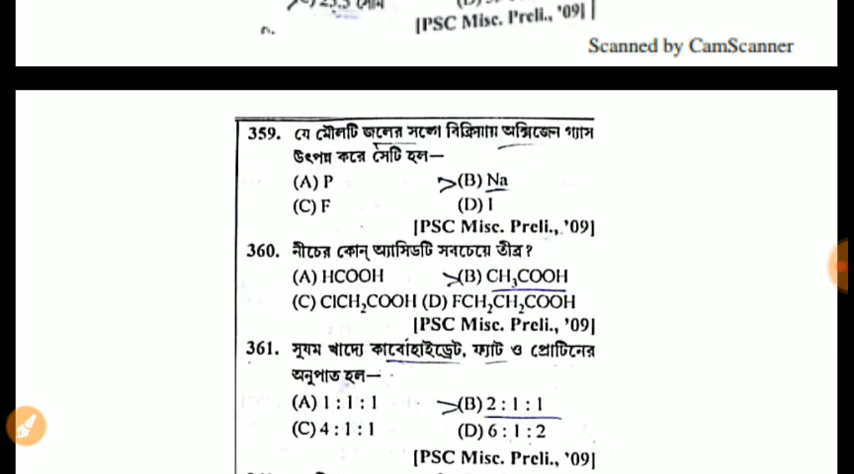 [PSC Misc. Preli., '09]
Scanned by CamScanner
359. যে মৌলটি জলের সঙ্গে বিক্রিয়ায় অক্সিজেন গ্যাস
উৎপন্ন করে সেটি হল—
(A) P (B) Na
(C) F (D) I
[PSC Misc. Preli., '09]
360. নীচের কোন্ অ্যাসিডটি সবচেয়ে তীব্র?
(A) HCOOH (B) CH₃COOH
(C) ClCH₂COOH (D) FCH₂CH₂COOH
[PSC Misc. Preli., '09]
361. সুষম খাদ্যে কার্বোহাইড্রেট, ফ্যাট ও প্রোটিনের
অনুপাত হল—
(A) 1 : 1 : 1 (B) 2 : 1 : 1
(C) 4 : 1 : 1 (D) 6 : 1 : 2
[PSC Misc. Preli., '09]